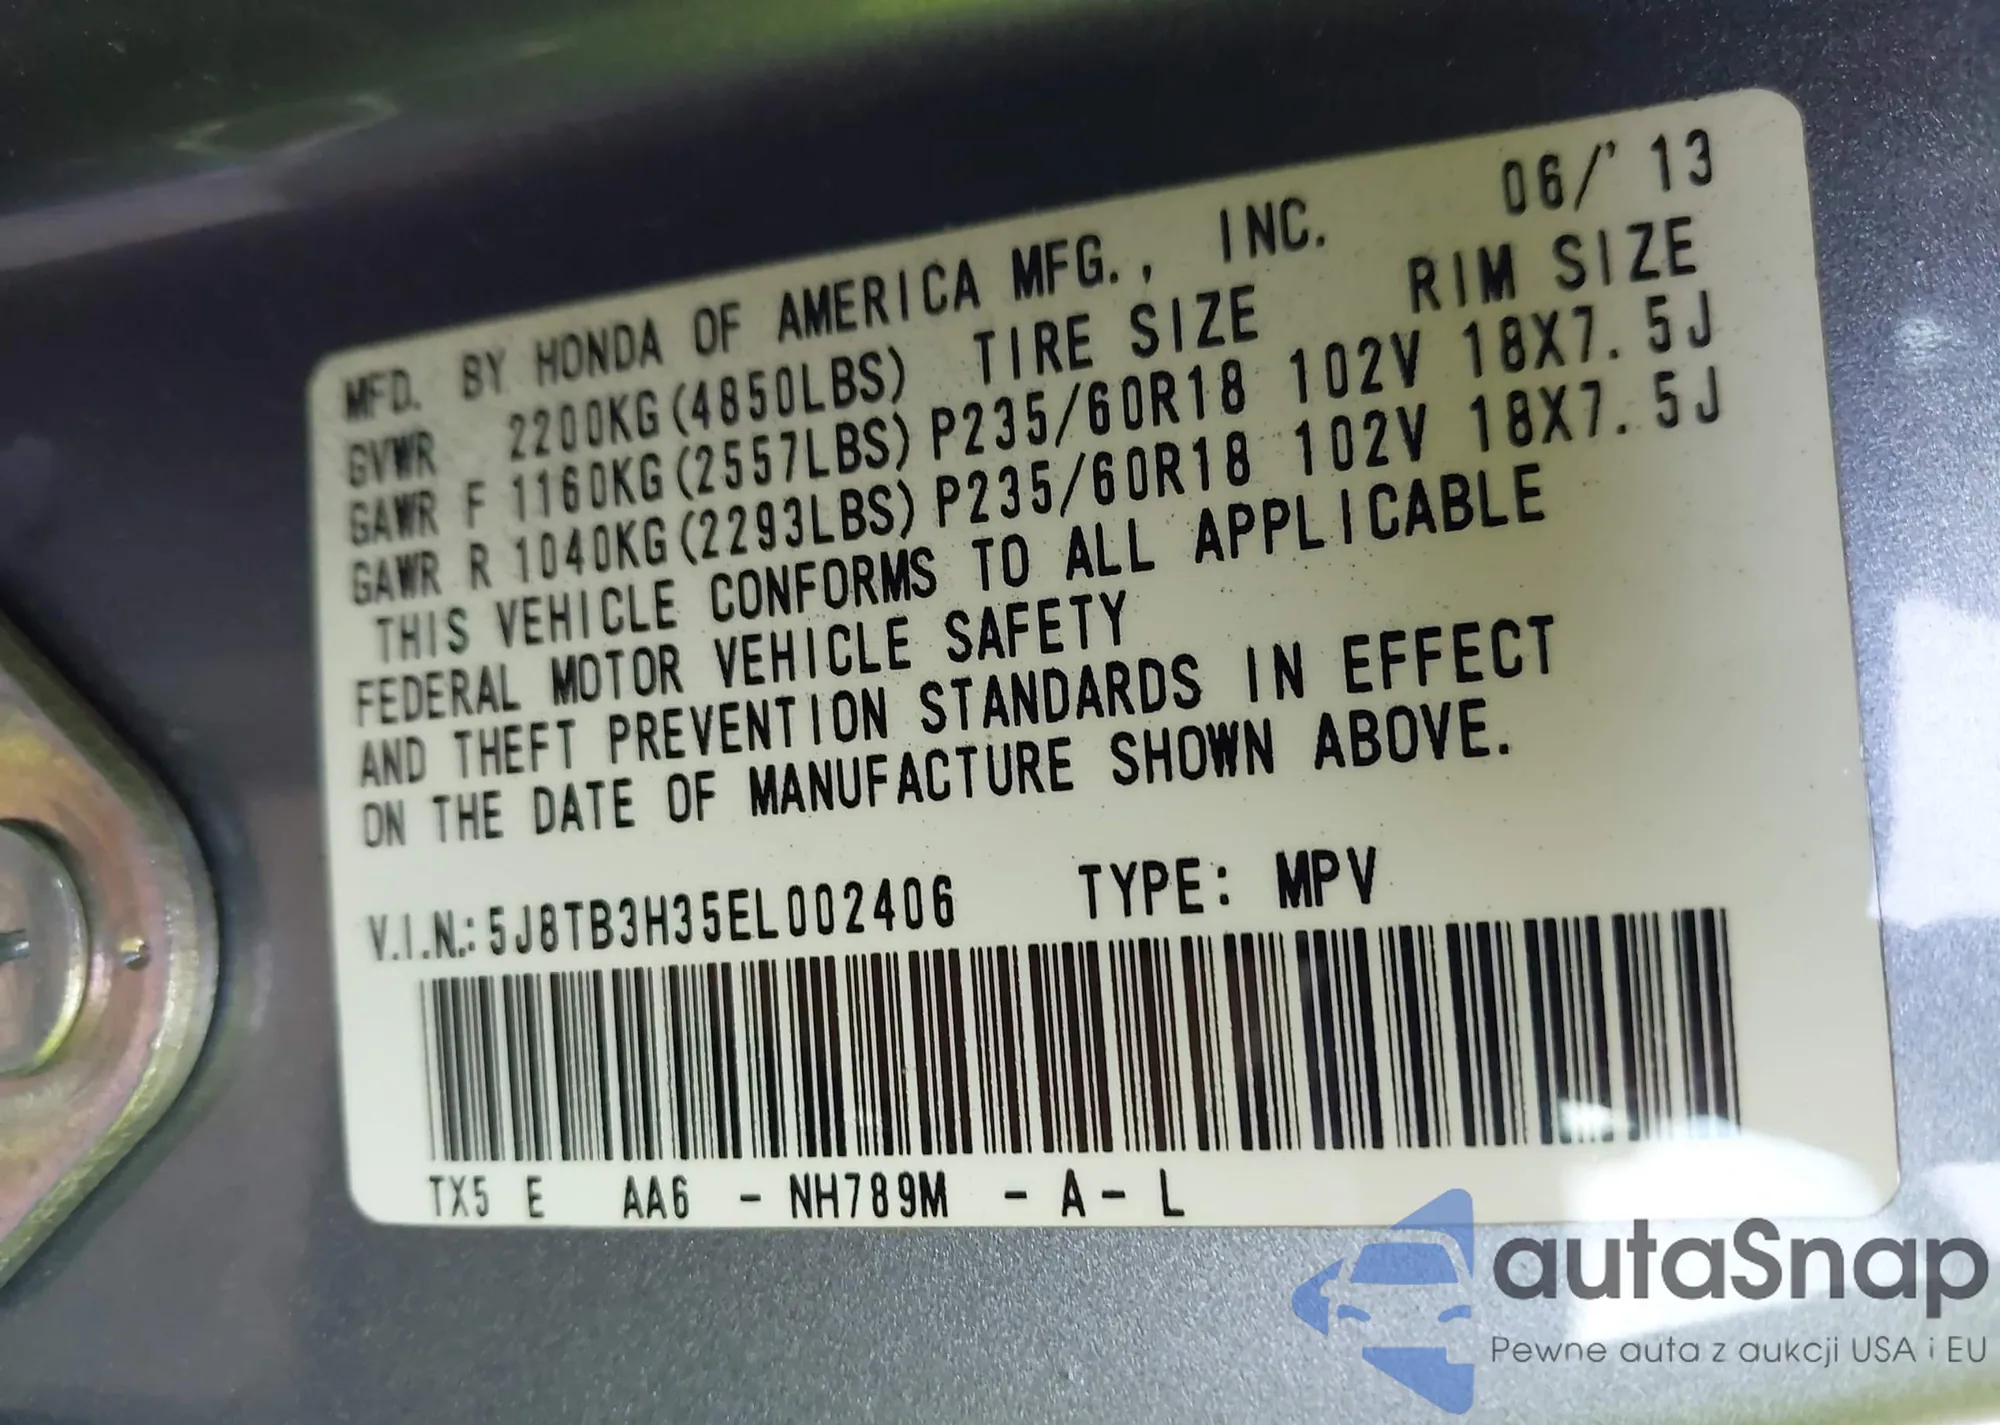 MFD. BY HONDA OF AMERICA MFG., INC. 06/'13
GVWR 2200KG(4850LBS) TIRE SIZE RIM SIZE
GAWR F 1160KG(2557LBS) P235/60R18 102V 18X7.5J
GAWR R 1040KG(2293LBS) P235/60R18 102V 18X7.5J
THIS VEHICLE CONFORMS TO ALL APPLICABLE
FEDERAL MOTOR VEHICLE SAFETY
AND THEFT PREVENTION STANDARDS IN EFFECT
ON THE DATE OF MANUFACTURE SHOWN ABOVE.
V.I.N.: 5J8TB3H35EL002406 TYPE: MPV
TX5 E AA6 - NH789M - A - L
autaSnap
Pewne auta z aukcji USA i EU